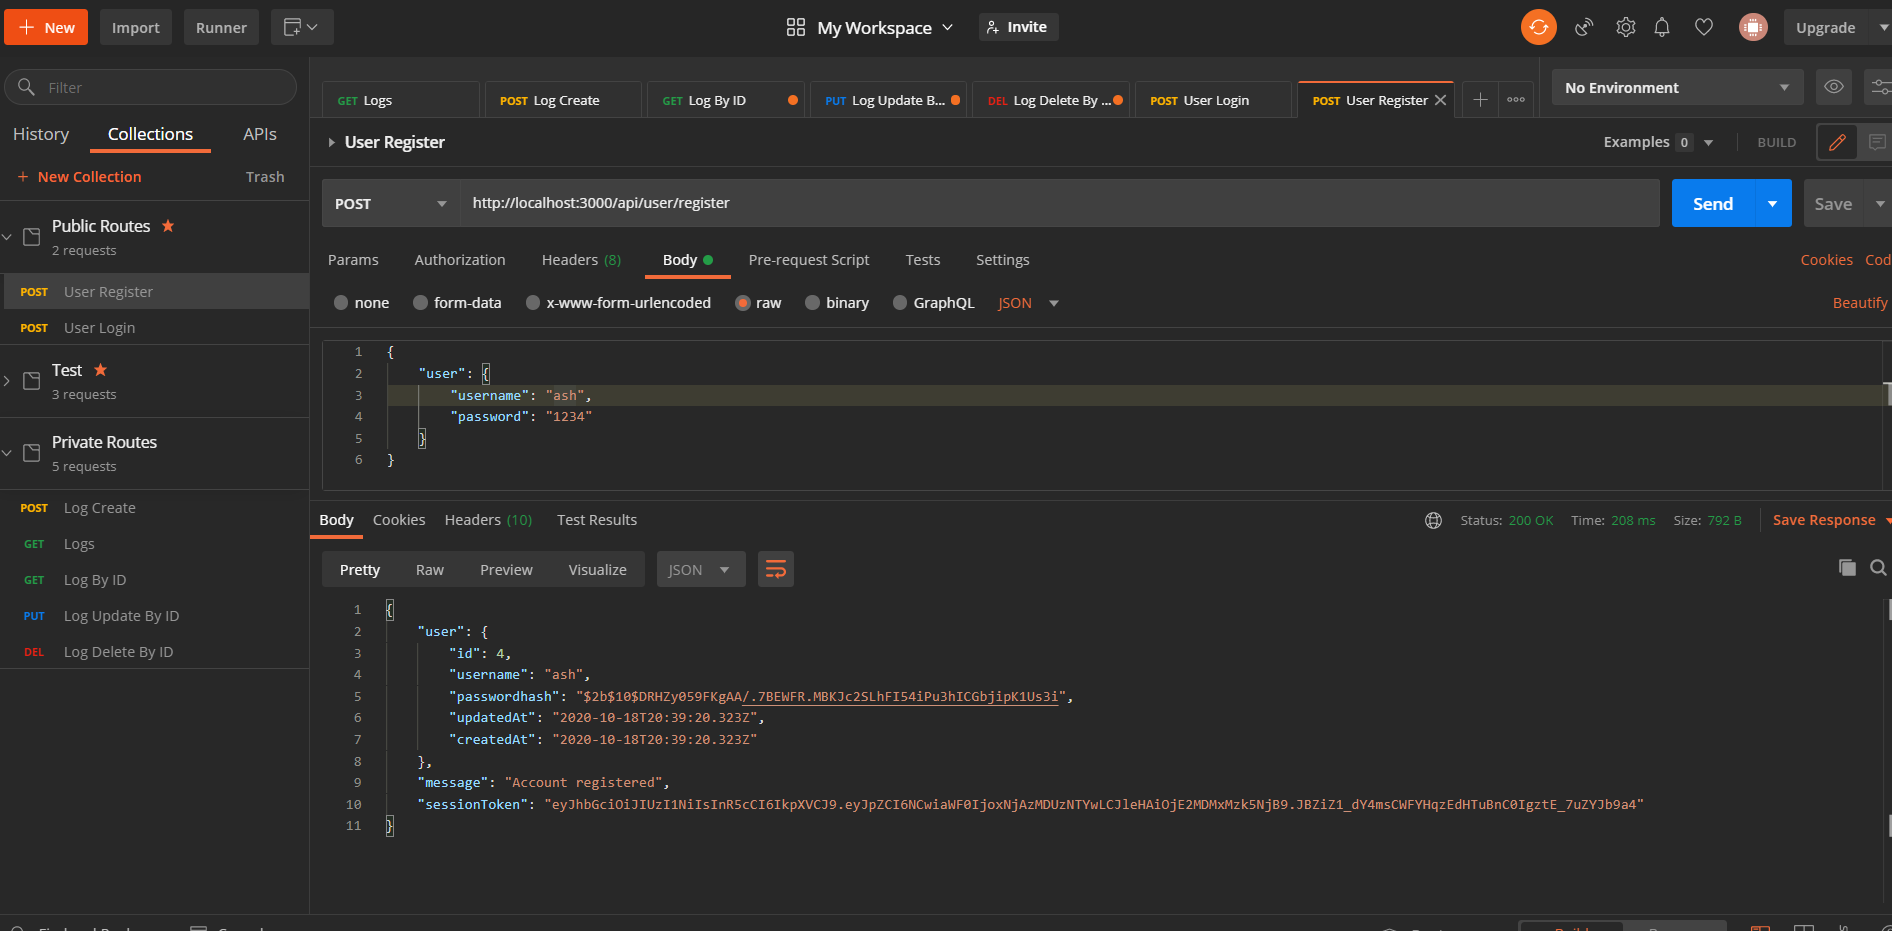 New Import Runner My Workspace Invite Upgrade
Filter
GET Logs POST Log Create GET Log By ID PUT Log Update B... DEL Log Delete By ... POST User Login POST User Register No Environment
History Collections APIs
User Register Examples 0 BUILD
+ New Collection Trash
POST http://localhost:3000/api/user/register Send Save
Public Routes
2 requests
Params Authorization Headers (8) Body Pre-request Script Tests Settings Cookies Cod
POST User Register
none form-data x-www-form-urlencoded raw binary GraphQL JSON Beautify
POST User Login
1 {
2 "user": {
3 "username": "ash",
4 "password": "1234"
5 }
6 }
Test
3 requests
Private Routes
5 requests
POST Log Create
GET Logs
GET Log By ID
PUT Log Update By ID
DEL Log Delete By ID
Body Cookies Headers (10) Test Results Status: 200 OK Time: 208 ms Size: 792 B Save Response
Pretty Raw Preview Visualize JSON
1 {
2 "user": {
3 "id": 4,
4 "username": "ash",
5 "passwordhash": "$2b$10$DRHZy059FKgAA/.7BEWFR.MBKJc2SLhFI54iPu3hICGbjipK1Us3i",
6 "updatedAt": "2020-10-18T20:39:20.323Z",
7 "createdAt": "2020-10-18T20:39:20.323Z"
8 },
9 "message": "Account registered",
10 "sessionToken": "eyJhbGciOiJIUzI1NiIsInR5cCI6IkpXVCJ9.eyJpZCI6NCwiaWF0IjoxNjAzMDUzNTYwLCJleHAiOjE2MDMxMzk5NjB9.JBZiZ1_dY4msCWFYHqzEdHTuBnC0IgztE_7uZYJb9a4"
11 }